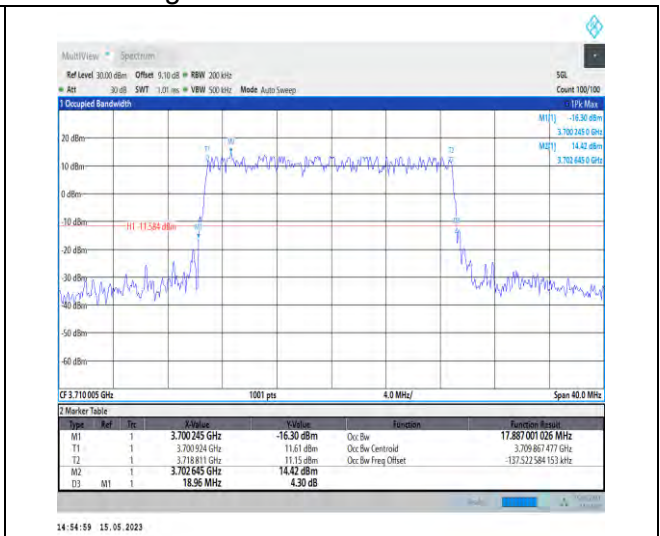 MultiView Spectrum
Ref Level 30.00 dBm Offset 9.10 dB RBW 200 kHz SGL
Att 30 dB SWT 1.01 ms VBW 500 kHz Mode Auto Sweep Count 100/100
1 Occupied Bandwidth 1Pk Max
M1[1] -16.30 dBm
3.700 245 0 GHz
M2[1] 14.42 dBm
3.702 645 0 GHz
20 dBm
T1 M2 T2
10 dBm
0 dBm
-10 dBm
H1 -11.584 dBm
-20 dBm
-30 dBm
-40 dBm
-50 dBm
-60 dBm
CF 3.710 005 GHz 1001 pts 4.0 MHz/ Span 40.0 MHz
2 Marker Table
Type Ref Trc X-Value Y-Value Function Function Result
M1 1 3.700 245 GHz -16.30 dBm Occ Bw 17.887 001 026 MHz
T1 1 3.700 924 GHz 11.61 dBm Occ Bw Centroid 3.709 867 477 GHz
T2 1 3.718 811 GHz 11.15 dBm Occ Bw Freq Offset -137.522 584 153 kHz
M2 1 3.702 645 GHz 14.42 dBm
D3 M1 1 18.96 MHz 4.30 dB
14:54:59 15.05.2023